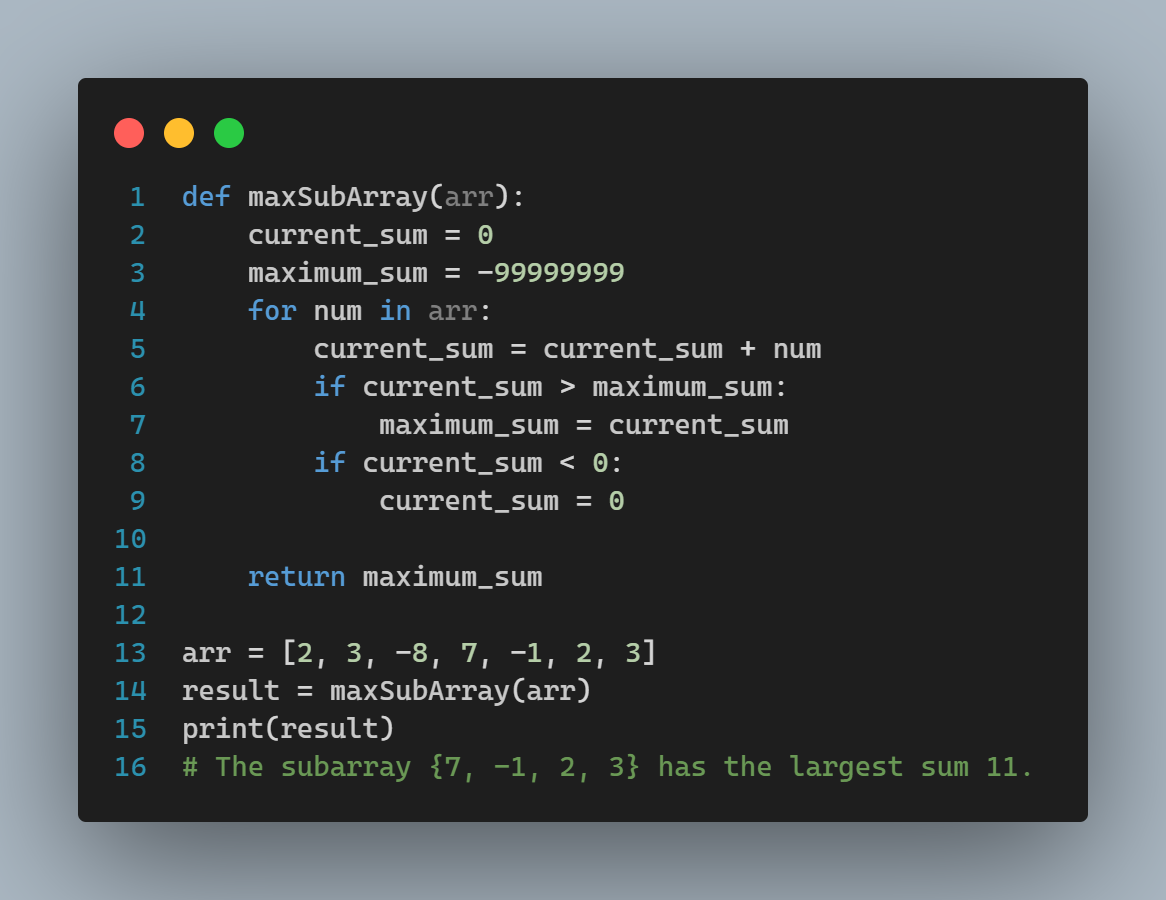 1 def maxSubArray(arr):
2     current_sum = 0
3     maximum_sum = -99999999
4     for num in arr:
5         current_sum = current_sum + num
6         if current_sum > maximum_sum:
7             maximum_sum = current_sum
8         if current_sum < 0:
9             current_sum = 0
10
11     return maximum_sum
12
13 arr = [2, 3, -8, 7, -1, 2, 3]
14 result = maxSubArray(arr)
15 print(result)
16 # The subarray {7, -1, 2, 3} has the largest sum 11.